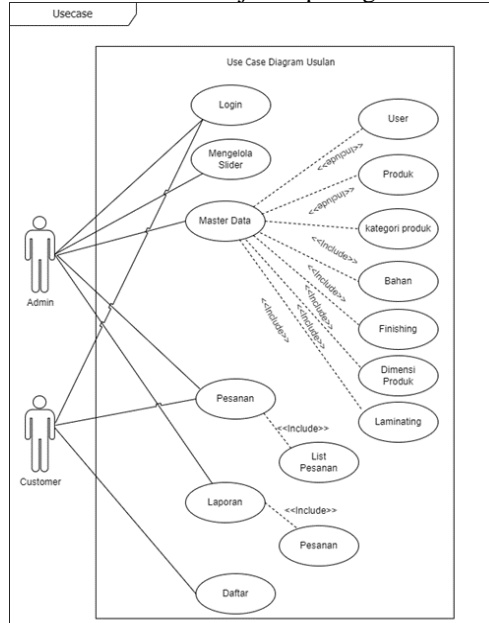 Usecase
Use Case Diagram Usulan
Login
User
<<Include>>
Mengelola
Slider
Produk
<<Include>>
Master Data
kategori produk
<<Include>>
Bahan
<<Include>>
Finishing
<<Include>>
<<Include>>
<<Include>>
Dimensi
Produk
Laminating
Admin
Pesanan
<<Include>>
List
Pesanan
Customer
Laporan
<<Include>>
Pesanan
Daftar